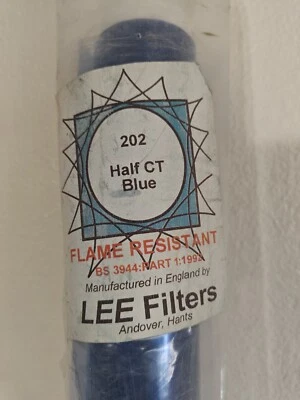 202
Half CT
Blue
FLAME RESISTANT
BS 3944:PART 1:1992
Manufactured in England by
LEE Filters
Andover, Hants